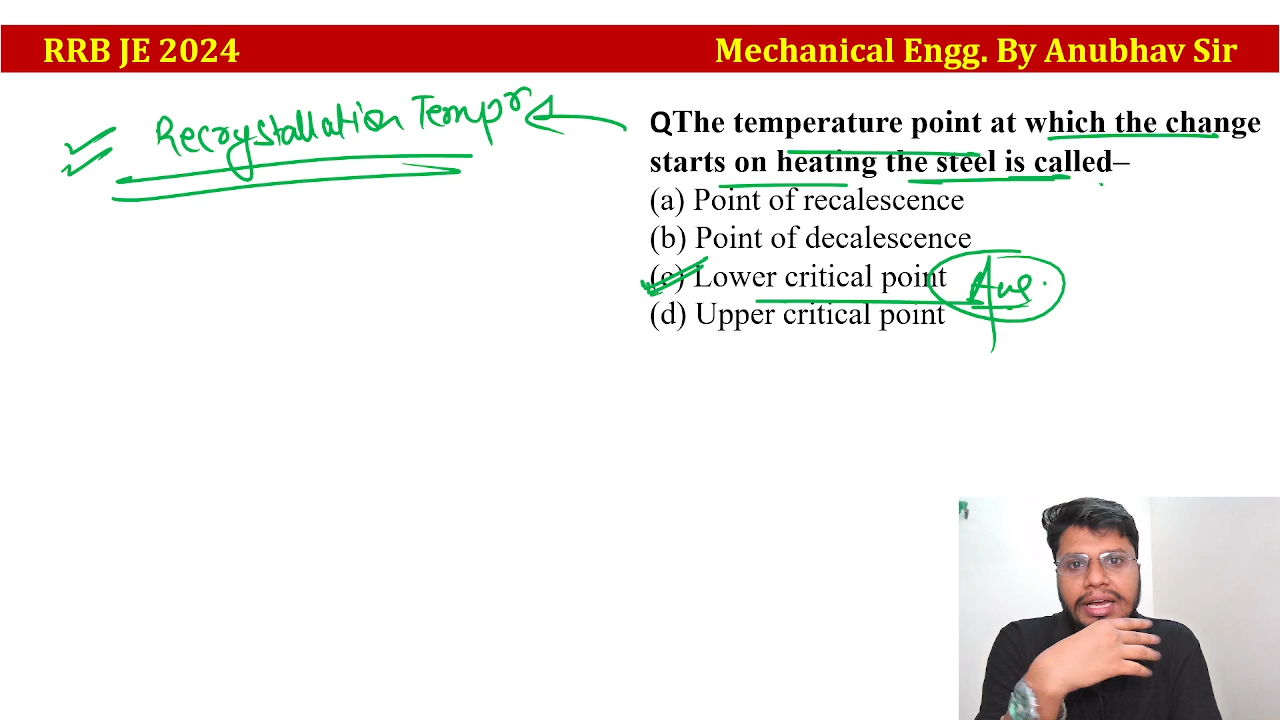 RRB JE 2024
Mechanical Engg. By Anubhav Sir
Recrystallation Tempr
QThe temperature point at which the change
starts on heating the steel is called–
(a) Point of recalescence
(b) Point of decalescence
(c) Lower critical point
Ans.
(d) Upper critical point